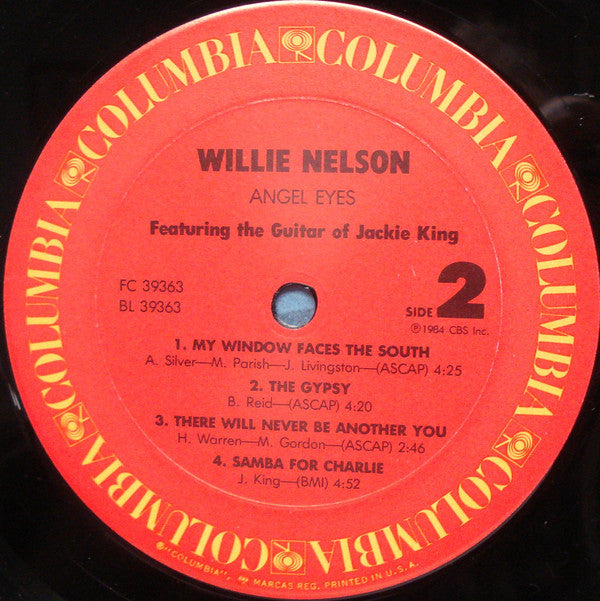 COLUMBIA COLUMBIA COLUMBIA COLUMBIA COLUMBIA COLUMBIA
WILLIE NELSON
ANGEL EYES
Featuring the Guitar of Jackie King
FC 39363
BL 39363
SIDE 2
℗1984 CBS Inc.
1. MY WINDOW FACES THE SOUTH
A. Silver—M. Parish—J. Livingston—(ASCAP) 4:25
2. THE GYPSY
B. Reid—(ASCAP) 4:20
3. THERE WILL NEVER BE ANOTHER YOU
H. Warren—M. Gordon—(ASCAP) 2:46
4. SAMBA FOR CHARLIE
J. King—(BMI) 4:52
"COLUMBIA", MARCAS REG. PRINTED IN U.S.A.